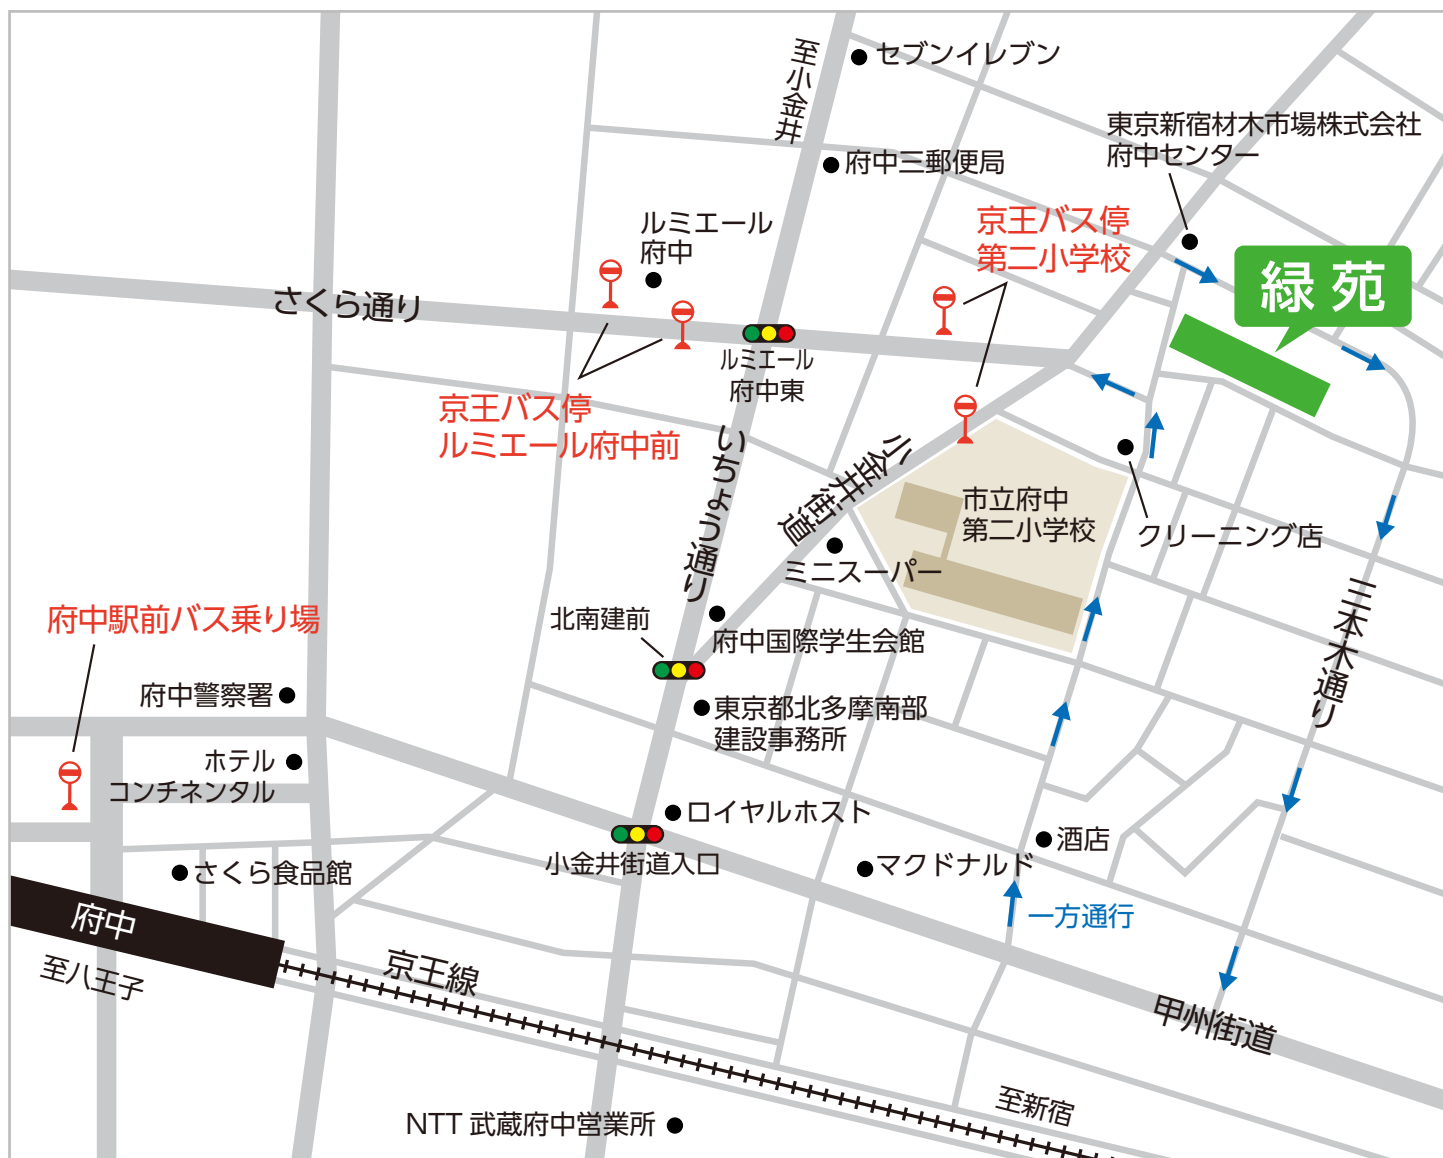 至小金井
セブンイレブン
東京新宿材木市場株式会社
府中センター
府中三郵便局
ルミエール
府中
京王バス停
第二小学校
緑苑
さくら通り
ルミエール
府中東
京王バス停
ルミエール府中前
いちょう通り
小金井街道
市立府中
第二小学校
クリーニング店
ミニスーパー
三本木通り
府中駅前バス乗り場
北南建前
府中国際学生会館
府中警察署
東京都北多摩南部
建設事務所
ホテル
コンチネンタル
ロイヤルホスト
小金井街道入口
マクドナルド
酒店
さくら食品館
一方通行
府中
至八王子
京王線
甲州街道
至新宿
NTT 武蔵府中営業所